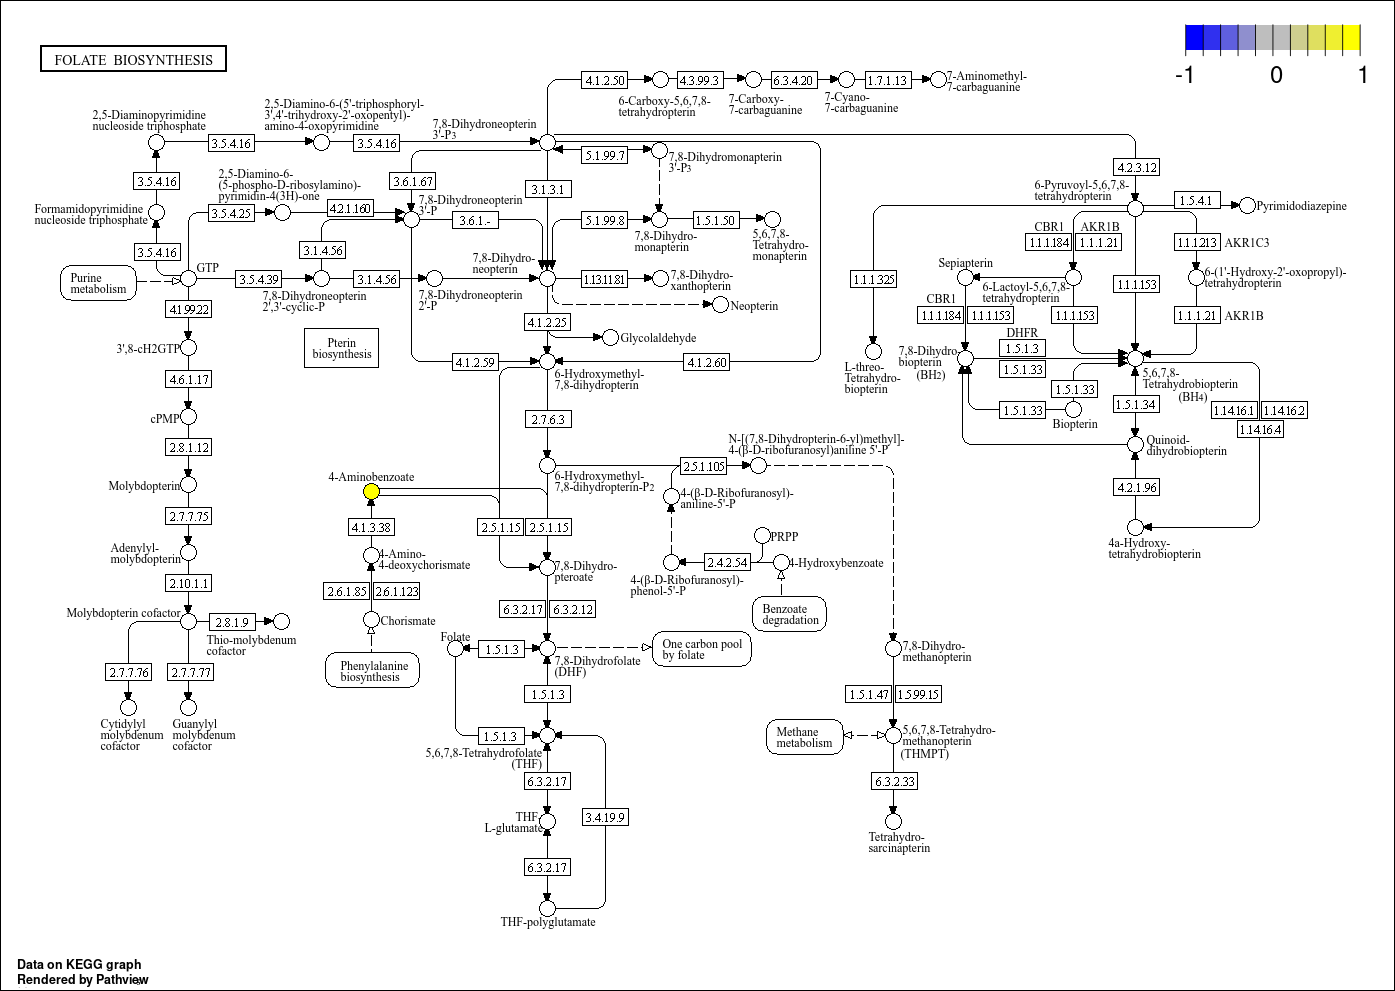 FOLATE BIOSYNTHESIS
-1
0
1
4.1.2.50
4.3.99.3
6.3.4.20
1.7.1.13
7-Aminomethyl-
7-carbaguanine
6-Carboxy-5,6,7,8-
tetrahydropterin
7-Carboxy-
7-carbaguanine
7-Cyano-
7-carbaguanine
2,5-Diaminopyrimidine
nucleoside triphosphate
2,5-Diamino-6-(5'-triphosphoryl-
3',4'-trihydroxy-2'-oxopentyl)-
amino-4-oxopyrimidine
7,8-Dihydroneopterin
3'-P3
3.5.4.16
3.5.4.16
5.1.99.7
7,8-Dihydromonapterin
3'-P3
4.2.3.12
3.5.4.16
2,5-Diamino-6-
(5-phospho-D-ribosylamino)-
pyrimidin-4(3H)-one
3.6.1.67
3.1.3.1
7,8-Dihydroneopterin
3'-P
6-Pyruvoyl-5,6,7,8-
tetrahydropterin
1.5.4.1
Pyrimidodiazepine
Formamidopyrimidine
nucleoside triphosphate
3.5.4.25
4.2.1.160
3.6.1.-
5.1.99.8
1.5.1.50
7,8-Dihydro-
monapterin
5,6,7,8-
Tetrahydro-
monapterin
CBR1
AKR1B
1.1.1.184
1.1.1.21
1.1.1.213
AKR1C3
3.5.4.16
3.1.4.56
Purine
metabolism
GTP
3.5.4.39
3.1.4.56
7,8-Dihydro-
neopterin
1.13.11.81
7,8-Dihydro-
xanthopterin
1.1.1.325
Sepiapterin
6-Lactoyl-5,6,7,8-
tetrahydropterin
1.1.1.153
6-(1'-Hydroxy-2'-oxopropyl)-
tetrahydropterin
7,8-Dihydroneopterin
2',3'-cyclic-P
7,8-Dihydroneopterin
2'-P
Neopterin
4.1.99.22
4.1.2.25
CBR1
1.1.1.184
1.1.1.153
1.1.1.153
1.1.1.21
AKR1B
Pterin
biosynthesis
Glycolaldehyde
DHFR
1.5.1.3
1.5.1.33
3',8-cH2GTP
4.1.2.59
4.1.2.60
7,8-Dihydro
biopterin
(BH2)
L-threo-
Tetrahydro-
biopterin
4.6.1.17
6-Hydroxymethyl-
7,8-dihydropterin
5,6,7,8-
Tetrahydrobiopterin
(BH4)
1.5.1.33
1.5.1.33
Biopterin
1.5.1.34
1.14.16.1
1.14.16.2
1.14.16.4
cPMP
2.7.6.3
2.8.1.12
N-[(7,8-Dihydropterin-6-yl)methyl]-
4-(β-D-ribofuranosyl)aniline 5'-P
Quinoid-
dihydrobiopterin
2.5.1.105
4-Aminobenzoate
6-Hydroxymethyl-
7,8-dihydropterin-P2
Molybdopterin
4-(β-D-Ribofuranosyl)-
aniline-5'-P
4.2.1.96
2.7.7.75
4.1.3.38
2.5.1.15
2.5.1.15
4a-Hydroxy-
tetrahydrobiopterin
PRPP
Adenylyl-
molybdopterin
4-Amino-
4-deoxychorismate
7,8-Dihydro-
pteroate
2.4.2.54
4-Hydroxybenzoate
4-(β-D-Ribofuranosyl)-
phenol-5'-P
2.10.1.1
2.6.1.85
2.6.1.123
6.3.2.17
6.3.2.12
Benzoate
degradation
Molybdopterin cofactor
2.8.1.9
Thio-molybdenum
cofactor
Chorismate
Folate
1.5.1.3
7,8-Dihydrofolate
(DHF)
One carbon pool
by folate
7,8-Dihydro-
methanopterin
2.7.7.76
2.7.7.77
Phenylalanine
biosynthesis
1.5.1.3
1.5.1.47
1.5.99.15
Cytidylyl
molybdenum
cofactor
Guanylyl
molybdenum
cofactor
1.5.1.3
5,6,7,8-Tetrahydrofolate
(THF)
Methane
metabolism
5,6,7,8-Tetrahydro-
methanopterin
(THMPT)
6.3.2.17
6.3.2.33
THF
L-glutamate
3.4.19.9
Tetrahydro-
sarcinapterin
6.3.2.17
THF-polyglutamate
Data on KEGG graph
Rendered by Pathview